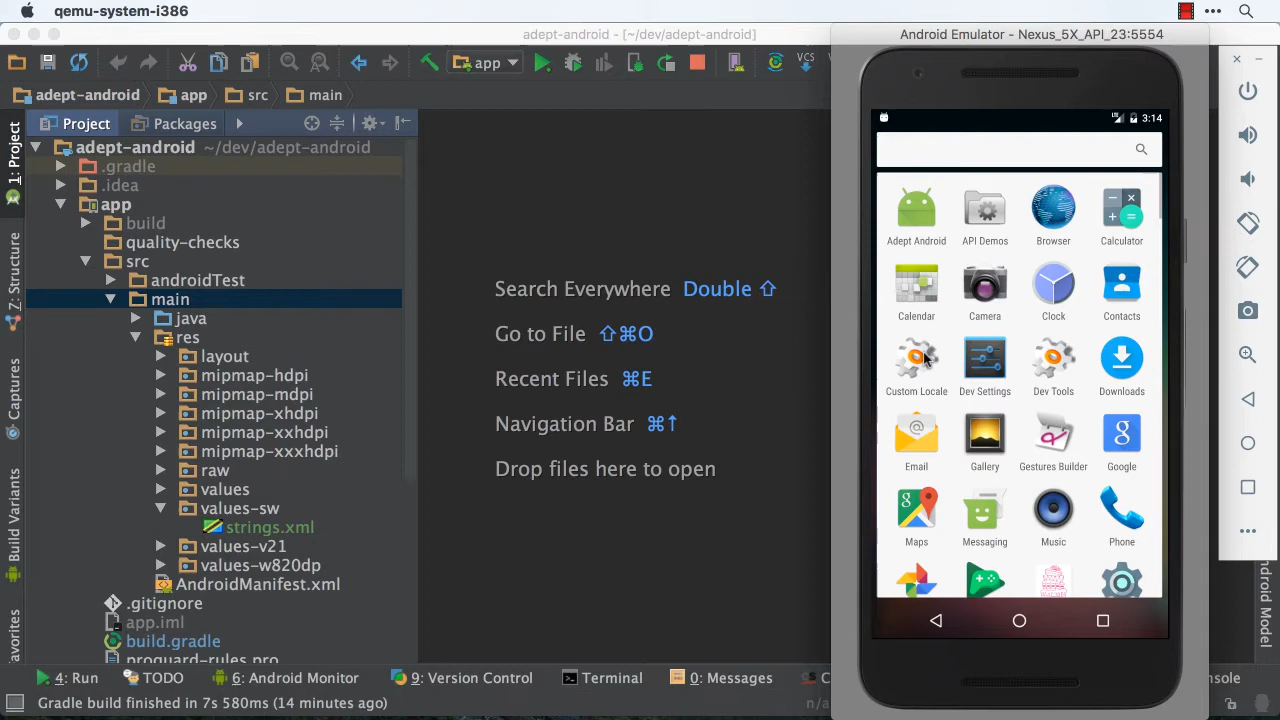 qemu-system-i386
adept-android - [~/dev/adept-android]
Android Emulator - Nexus_5X_API_23:5554
app
VCS
adept-android
app
src
main
1: Project
Z: Structure
Captures
Build Variants
Project
Packages
adept-android ~/dev/adept-android
.gradle
.idea
app
build
quality-checks
src
androidTest
main
java
res
layout
mipmap-hdpi
mipmap-mdpi
mipmap-xhdpi
mipmap-xxhdpi
mipmap-xxxhdpi
raw
values
values-sw
strings.xml
values-v21
values-w820dp
AndroidManifest.xml
.gitignore
app.iml
build.gradle
proguard-rules.pro
Search Everywhere Double ⇧
Go to File ⇧⌘O
Recent Files ⌘E
Navigation Bar ⌘↑
Drop files here to open
LTE 3:14
Adept Android API Demos Browser Calculator
Calendar Camera Clock Contacts
Custom Locale Dev Settings Dev Tools Downloads
Email Gallery Gestures Builder Google
Maps Messaging Music Phone
4: Run TODO 6: Android Monitor 9: Version Control Terminal 0: Messages
Gradle build finished in 7s 580ms (14 minutes ago)
n/a